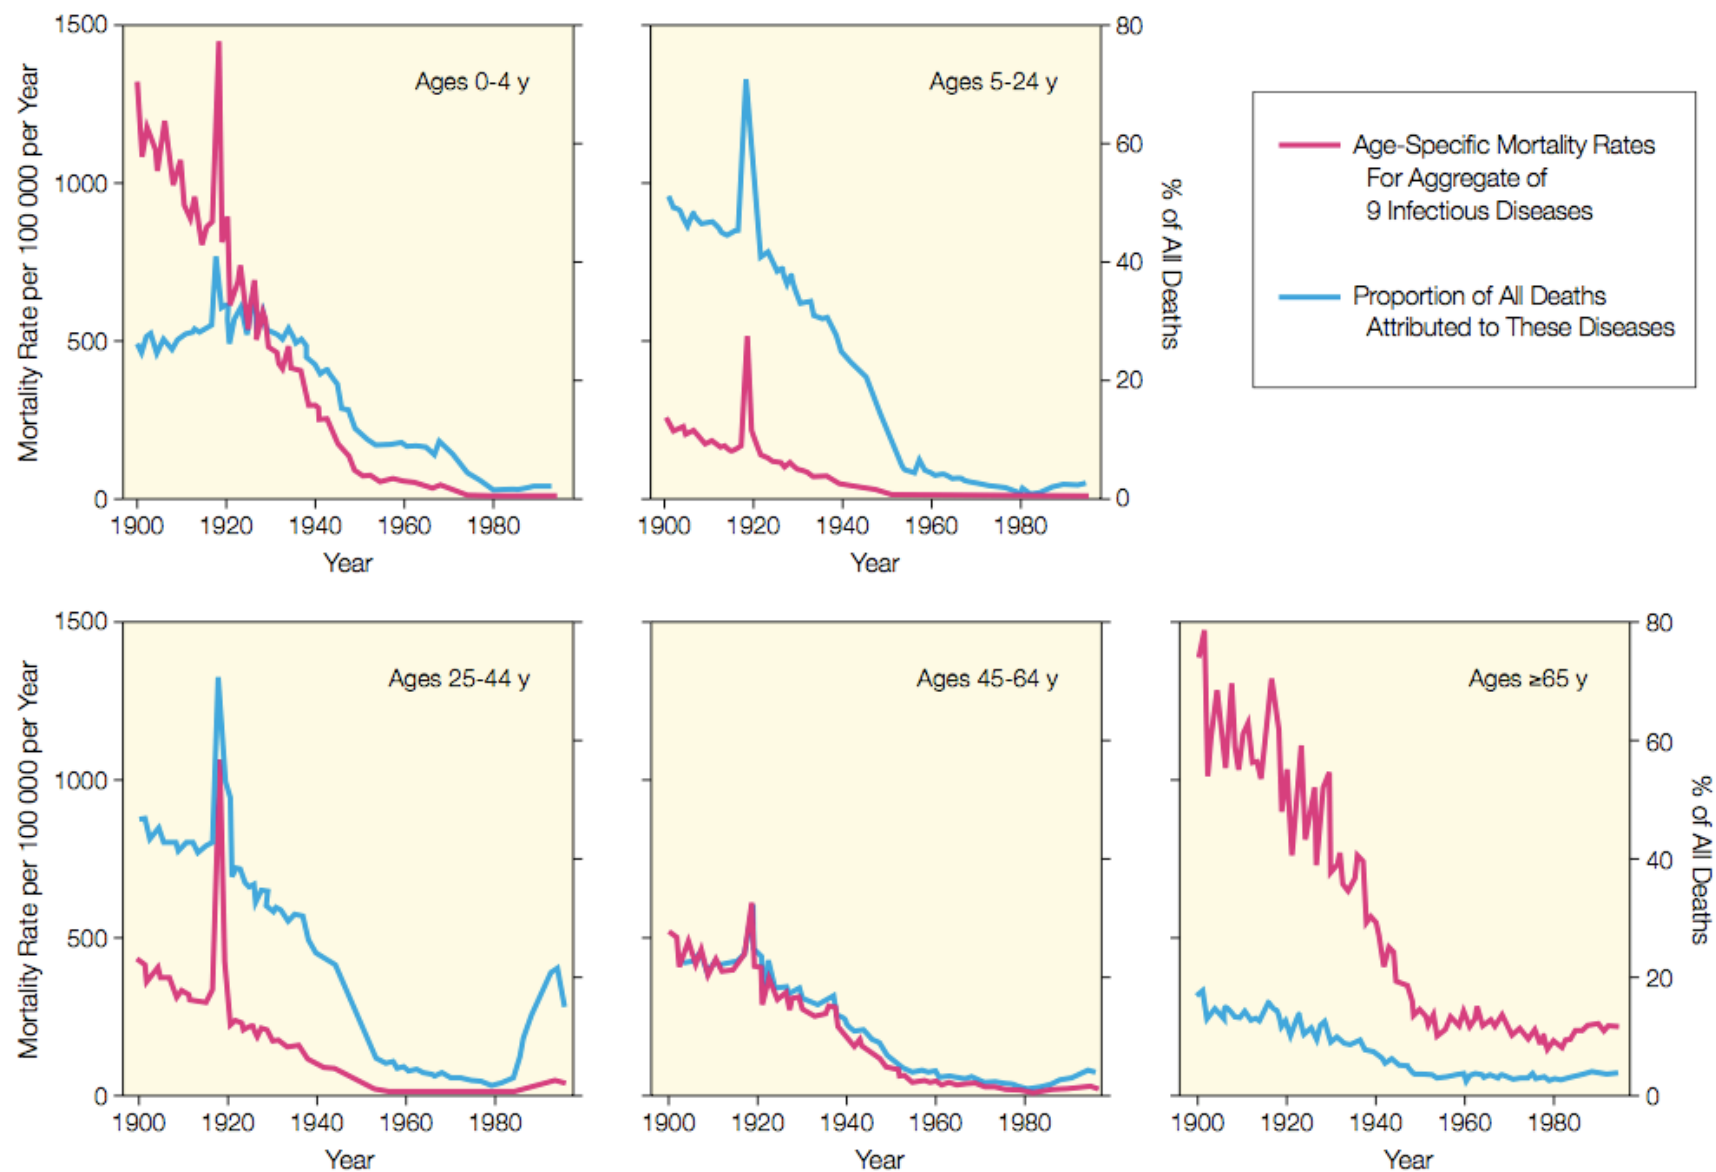 1500
1000
500
0
Mortality Rate per 100 000 per Year
Ages 0-4 y
1900 1920 1940 1960 1980
Year
Ages 5-24 y
80
60
40
20
0
% of All Deaths
1900 1920 1940 1960 1980
Year
Age-Specific Mortality Rates
For Aggregate of
9 Infectious Diseases
Proportion of All Deaths
Attributed to These Diseases
1500
1000
500
0
Mortality Rate per 100 000 per Year
Ages 25-44 y
1900 1920 1940 1960 1980
Year
Ages 45-64 y
1900 1920 1940 1960 1980
Year
Ages ≥65 y
80
60
40
20
0
% of All Deaths
1900 1920 1940 1960 1980
Year